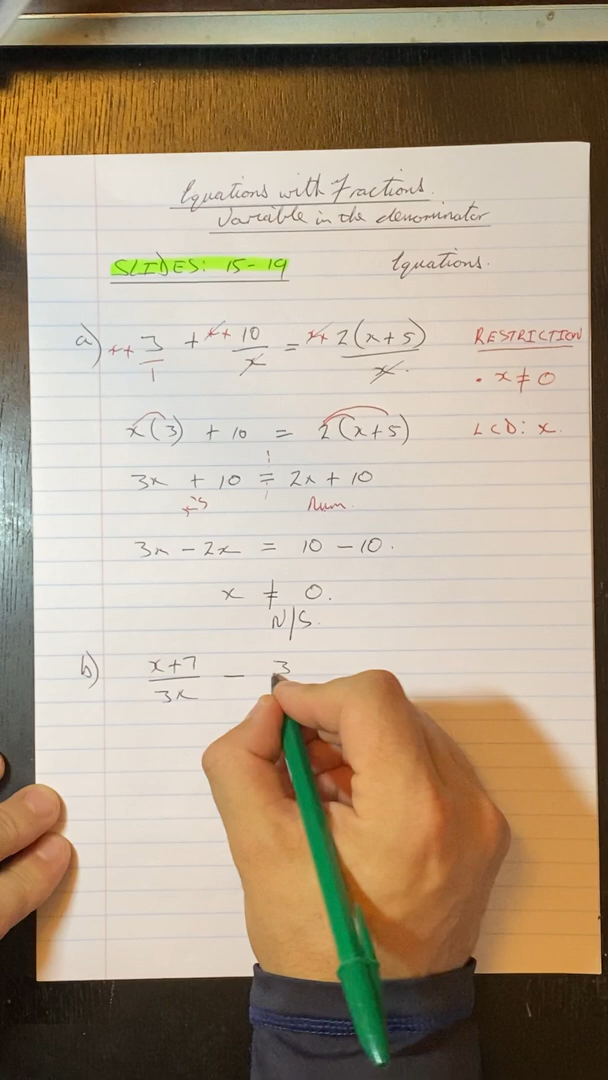 Equations with Fractions.
Variable in the denominator
SLIDES: 15-19 Equations.
a) x× 3/1 + x× 10/x = x× 2(x+5)/x. RESTRICTION
• x ≠ 0
x(3) + 10 = 2(x+5) LCD: x.
3x + 10 = 2x + 10
x's Num.
3x - 2x = 10 - 10.
x ≠ 0.
N/S.
b) x+7/3x - 3